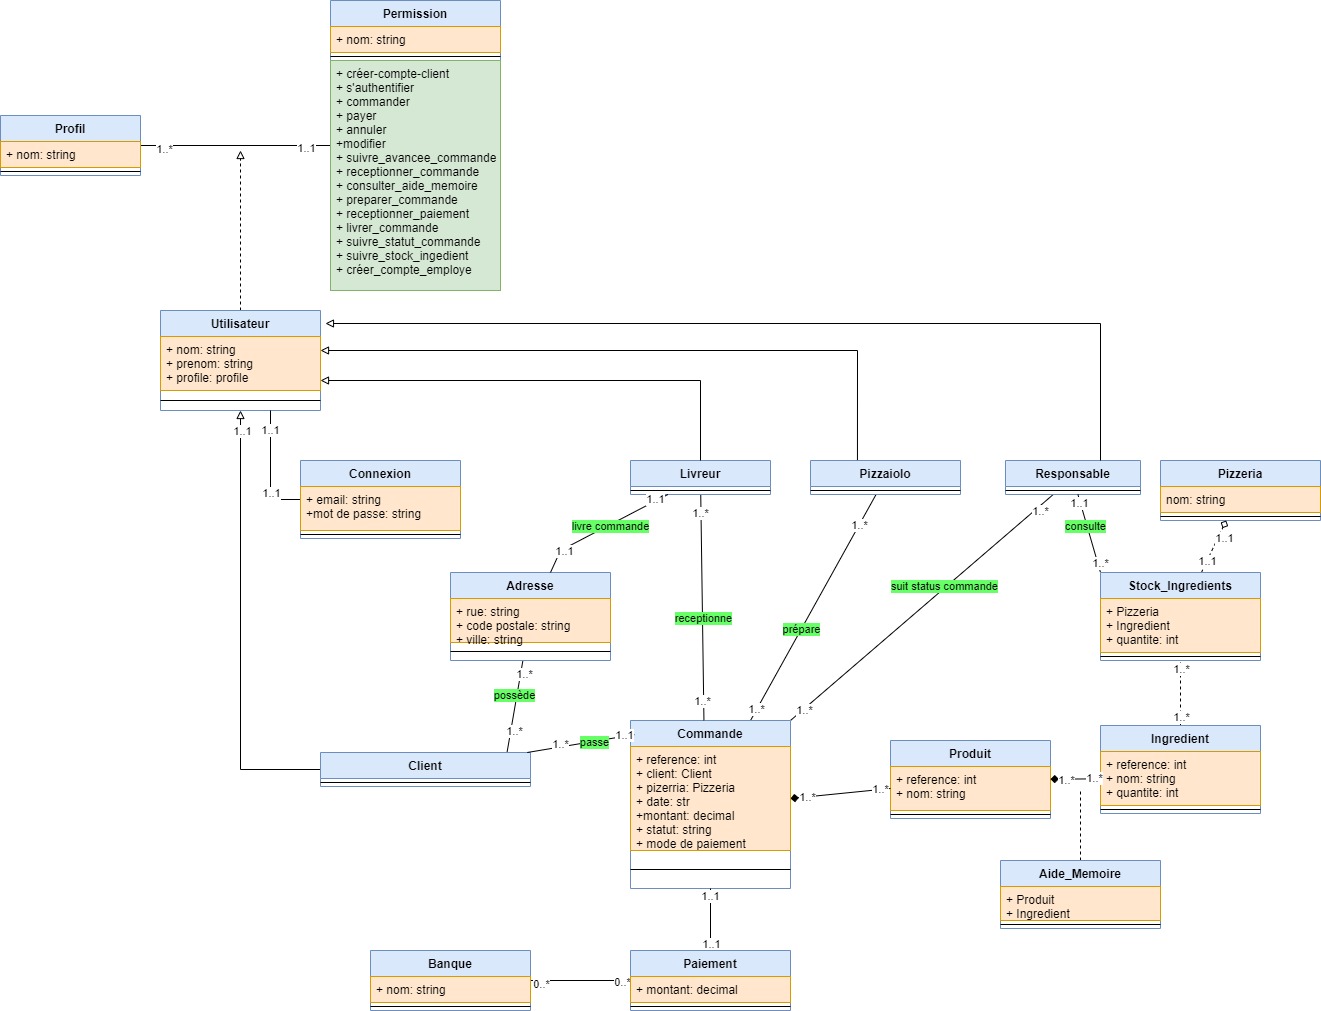 Permission
+ nom: string
+ créer-compte-client
+ s'authentifier
+ commander
+ payer
+ annuler
+modifier
+ suivre_avancee_commande
+ receptionner_commande
+ consulter_aide_memoire
+ preparer_commande
+ receptionner_paiement
+ livrer_commande
+ suivre_statut_commande
+ suivre_stock_ingedient
+ créer_compte_employe
Profil
+ nom: string
1..*
1..1
Utilisateur
+ nom: string
+ prenom: string
+ profile: profile
1..1
1..1
1..1
Connexion
+ email: string
+mot de passe: string
Livreur
Pizzaiolo
Responsable
Pizzeria
nom: string
1..1
livre commande
1..1
1..*
receptionne
1..*
1..*
prépare
1..*
1..*
suit status commande
1..*
1..1
consulte
1..*
1..1
1..1
Adresse
+ rue: string
+ code postale: string
+ ville: string
Stock_Ingredients
+ Pizzeria
+ Ingredient
+ quantite: int
1..*
possède
1..*
1..*
1..*
Client
1..*
passe
1..1
Commande
+ reference: int
+ client: Client
+ pizerria: Pizzeria
+ date: str
+montant: decimal
+ statut: string
+ mode de paiement
1..*
1..*
Produit
+ reference: int
+ nom: string
1..*
1..*
Ingredient
+ reference: int
+ nom: string
+ quantite: int
Aide_Memoire
+ Produit
+ Ingredient
1..1
1..1
Banque
+ nom: string
0..*
0..*
Paiement
+ montant: decimal